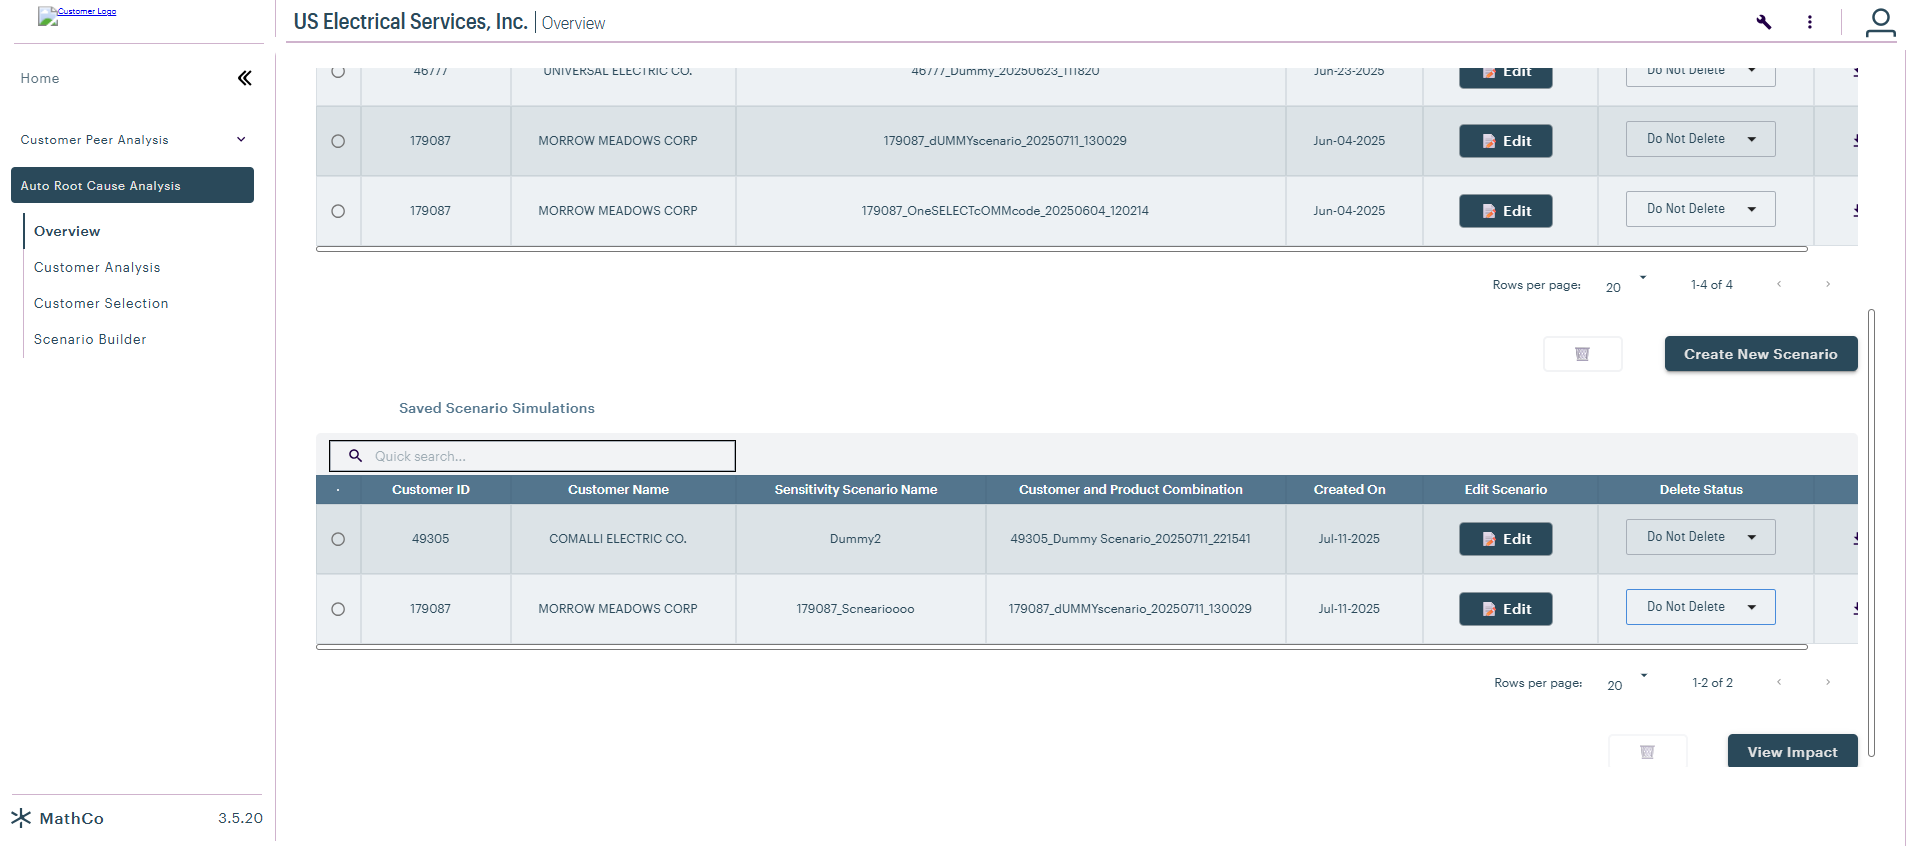 Customer Logo
US Electrical Services, Inc. | Overview
Home
Customer Peer Analysis
Auto Root Cause Analysis
Overview
Customer Analysis
Customer Selection
Scenario Builder
MathCo 3.5.20
46777 UNIVERSAL ELECTRIC CO. 46777_Dummy_20250623_111820 Jun-23-2025 Edit Do Not Delete
179087 MORROW MEADOWS CORP 179087_dUMMYscenario_20250711_130029 Jun-04-2025 Edit Do Not Delete
179087 MORROW MEADOWS CORP 179087_OneSELECTcOMMcode_20250604_120214 Jun-04-2025 Edit Do Not Delete
Rows per page: 20 1-4 of 4
Create New Scenario
Saved Scenario Simulations
Quick search...
Customer ID Customer Name Sensitivity Scenario Name Customer and Product Combination Created On Edit Scenario Delete Status
49305 COMALLI ELECTRIC CO. Dummy2 49305_Dummy Scenario_20250711_221541 Jul-11-2025 Edit Do Not Delete
179087 MORROW MEADOWS CORP 179087_Scnearioooo 179087_dUMMYscenario_20250711_130029 Jul-11-2025 Edit Do Not Delete
Rows per page: 20 1-2 of 2
View Impact